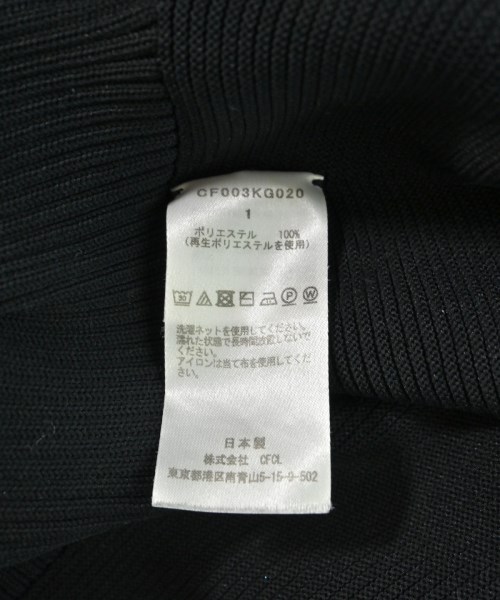 CF003KG020
1
ポリエステル 100%
(再生ポリエステルを使用)
30 P W
洗濯ネットを使用してください。
濡れた状態で長時間放置しないで
ください。
アイロンは当て布を使用してくだ
さい。
日本製
株式会社 CFCL
東京都港区南青山5-15-9-502